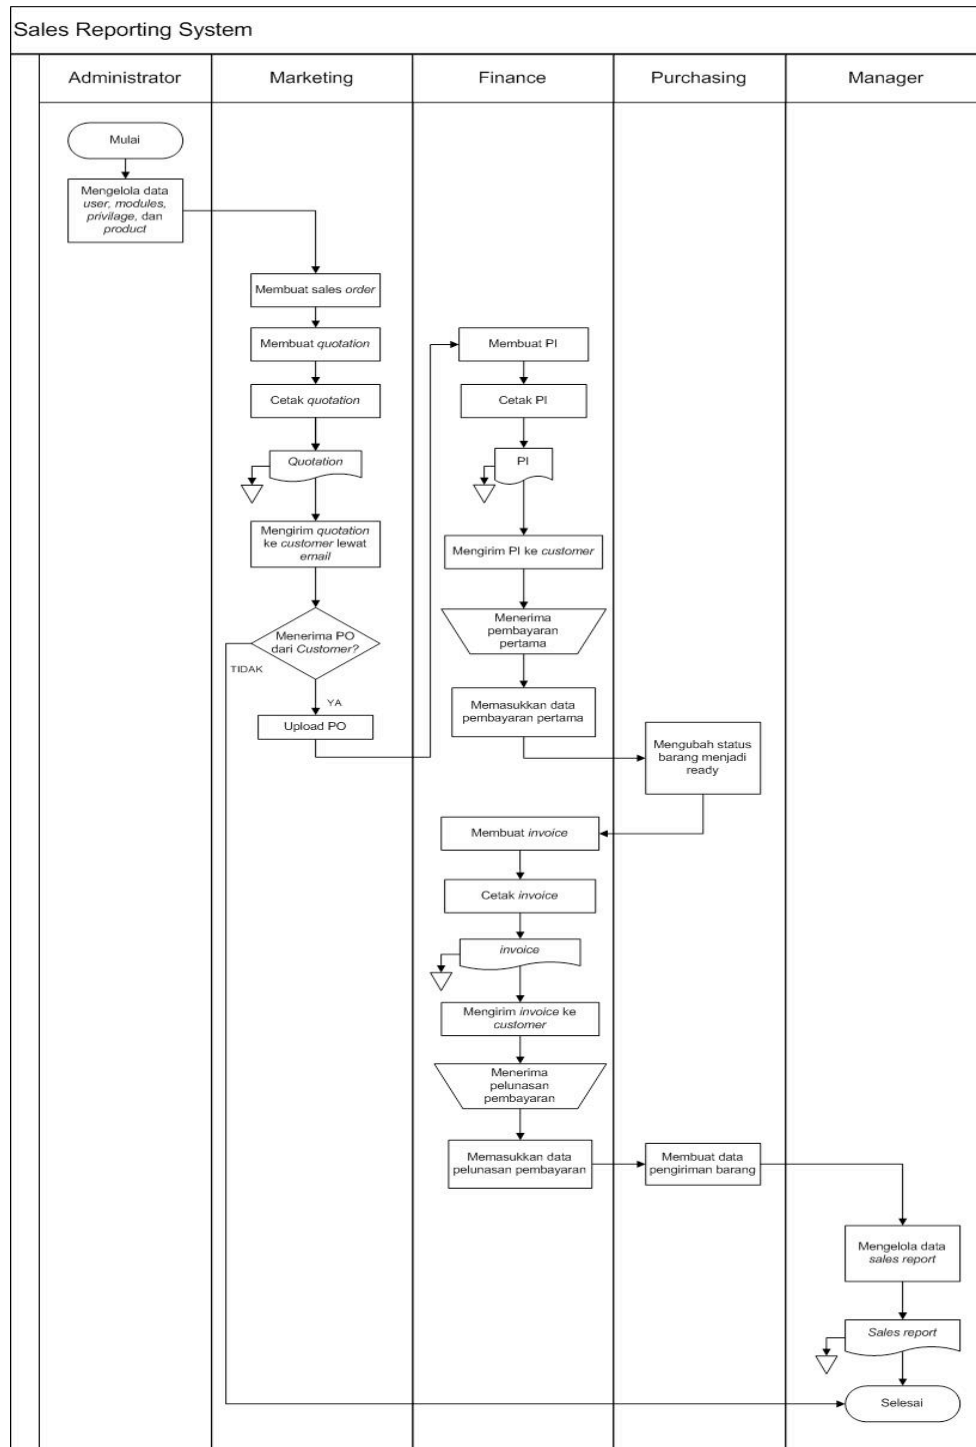 Sales Reporting System
Administrator
Marketing
Finance
Purchasing
Manager
Mulai
Mengelola data
user, modules,
privilage, dan
product
Membuat sales order
Membuat quotation
Cetak quotation
Quotation
Mengirim quotation
ke customer lewat
email
Menerima PO
dari Customer?
TIDAK
YA
Upload PO
Membuat PI
Cetak PI
PI
Mengirim PI ke customer
Menerima
pembayaran
pertama
Memasukkan data
pembayaran pertama
Mengubah status
barang menjadi
ready
Membuat invoice
Cetak invoice
invoice
Mengirim invoice ke
customer
Menerima
pelunasan
pembayaran
Memasukkan data
pelunasan pembayaran
Membuat data
pengiriman barang
Mengelola data
sales report
Sales report
Selesai